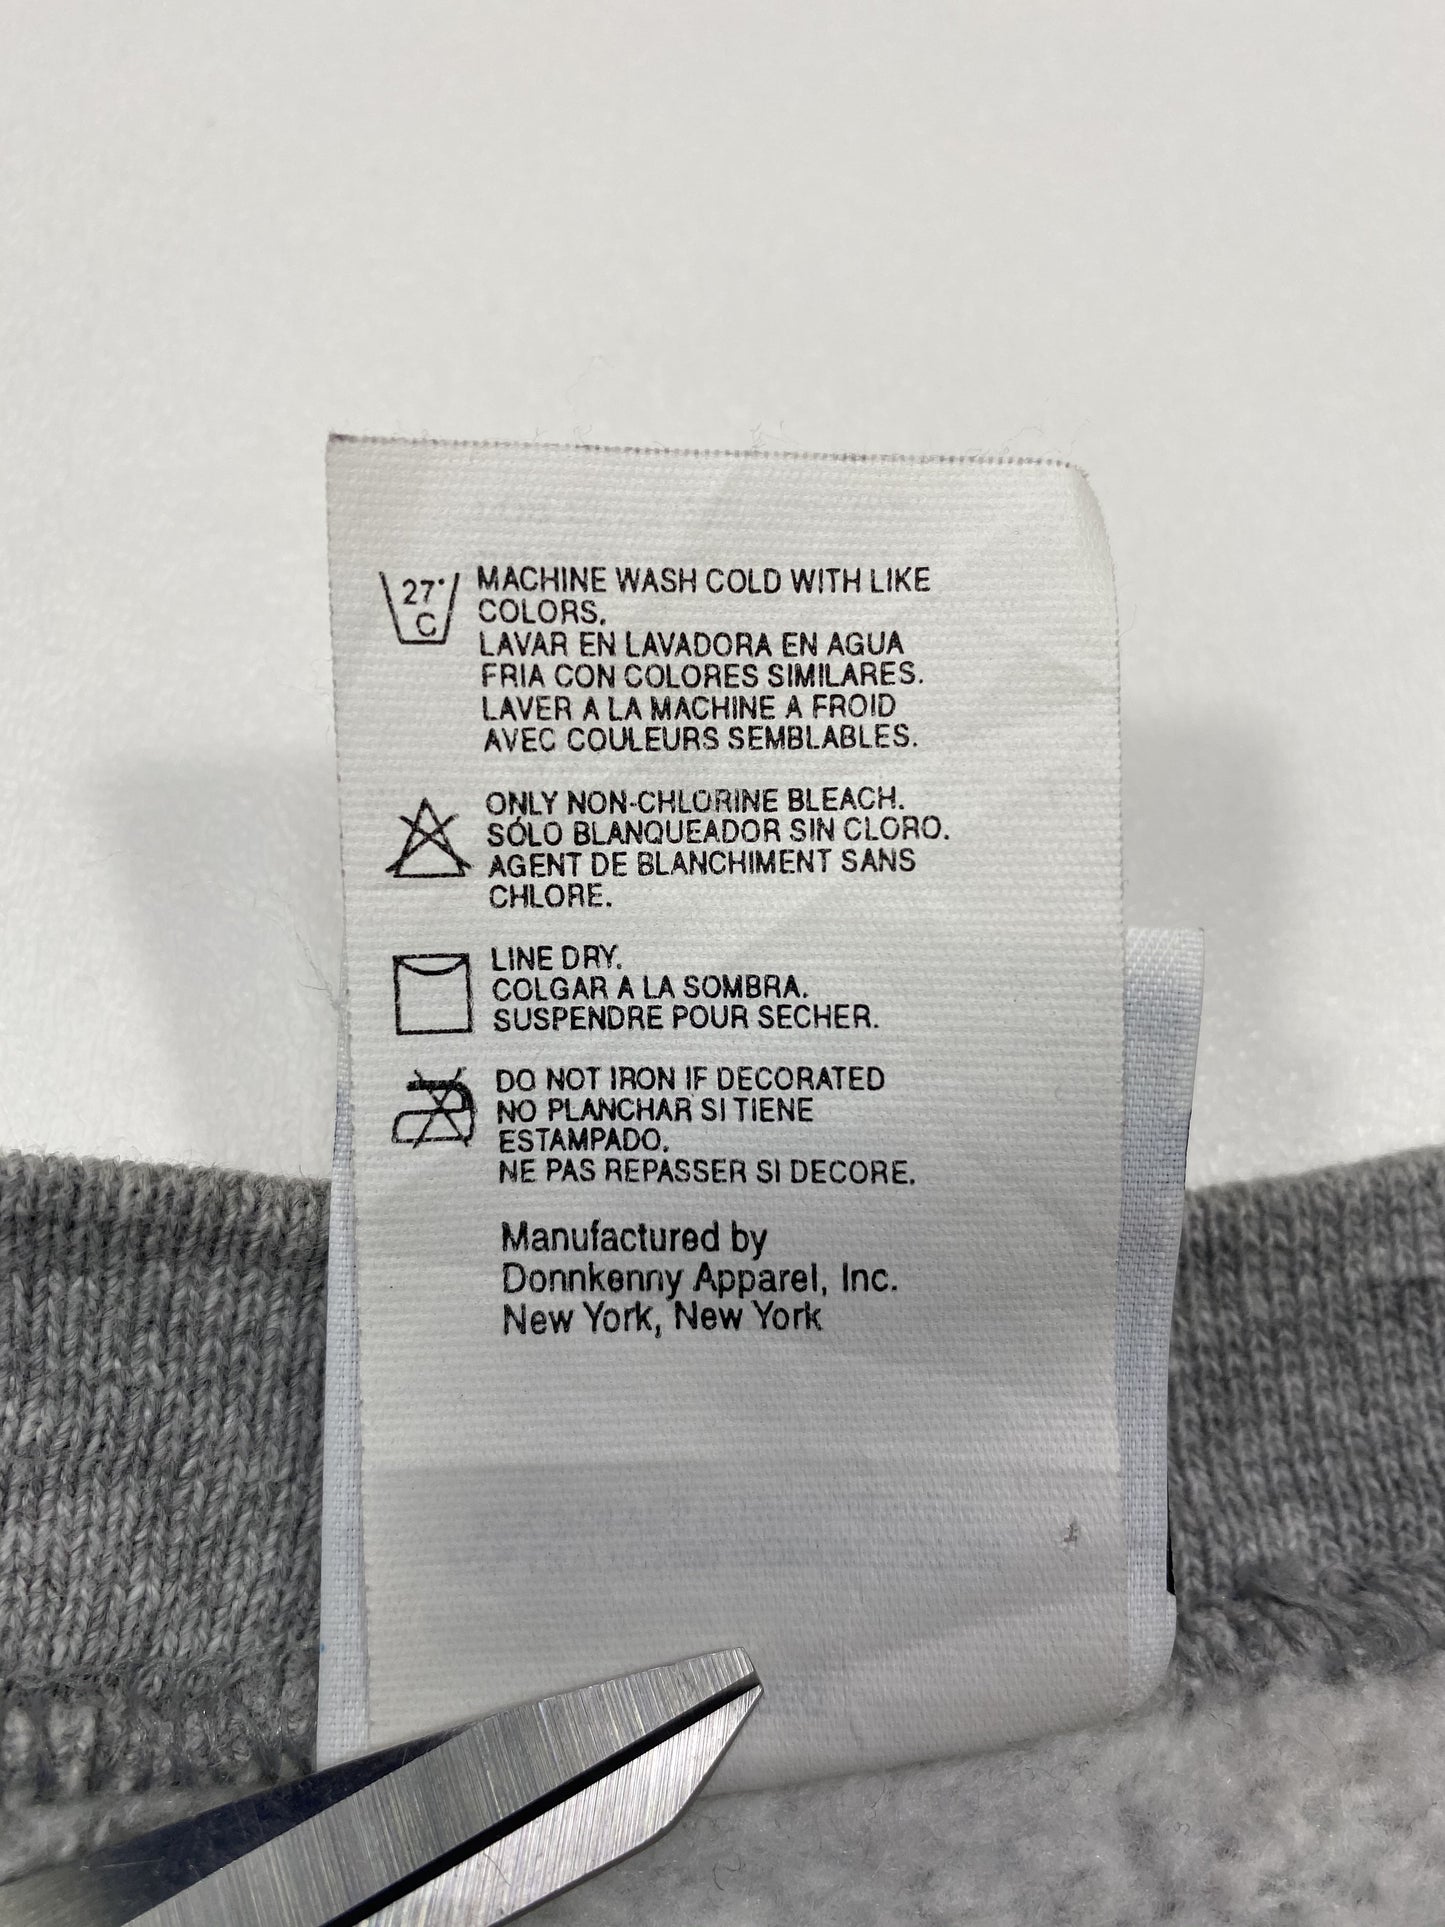 27°
C
MACHINE WASH COLD WITH LIKE
COLORS.
LAVAR EN LAVADORA EN AGUA
FRIA CON COLORES SIMILARES.
LAVER A LA MACHINE A FROID
AVEC COULEURS SEMBLABLES.
ONLY NON-CHLORINE BLEACH.
SÓLO BLANQUEADOR SIN CLORO.
AGENT DE BLANCHIMENT SANS
CHLORE.
LINE DRY.
COLGAR A LA SOMBRA.
SUSPENDRE POUR SECHER.
DO NOT IRON IF DECORATED
NO PLANCHAR SI TIENE
ESTAMPADO.
NE PAS REPASSER SI DECORE.
Manufactured by
Donnkenny Apparel, Inc.
New York, New York